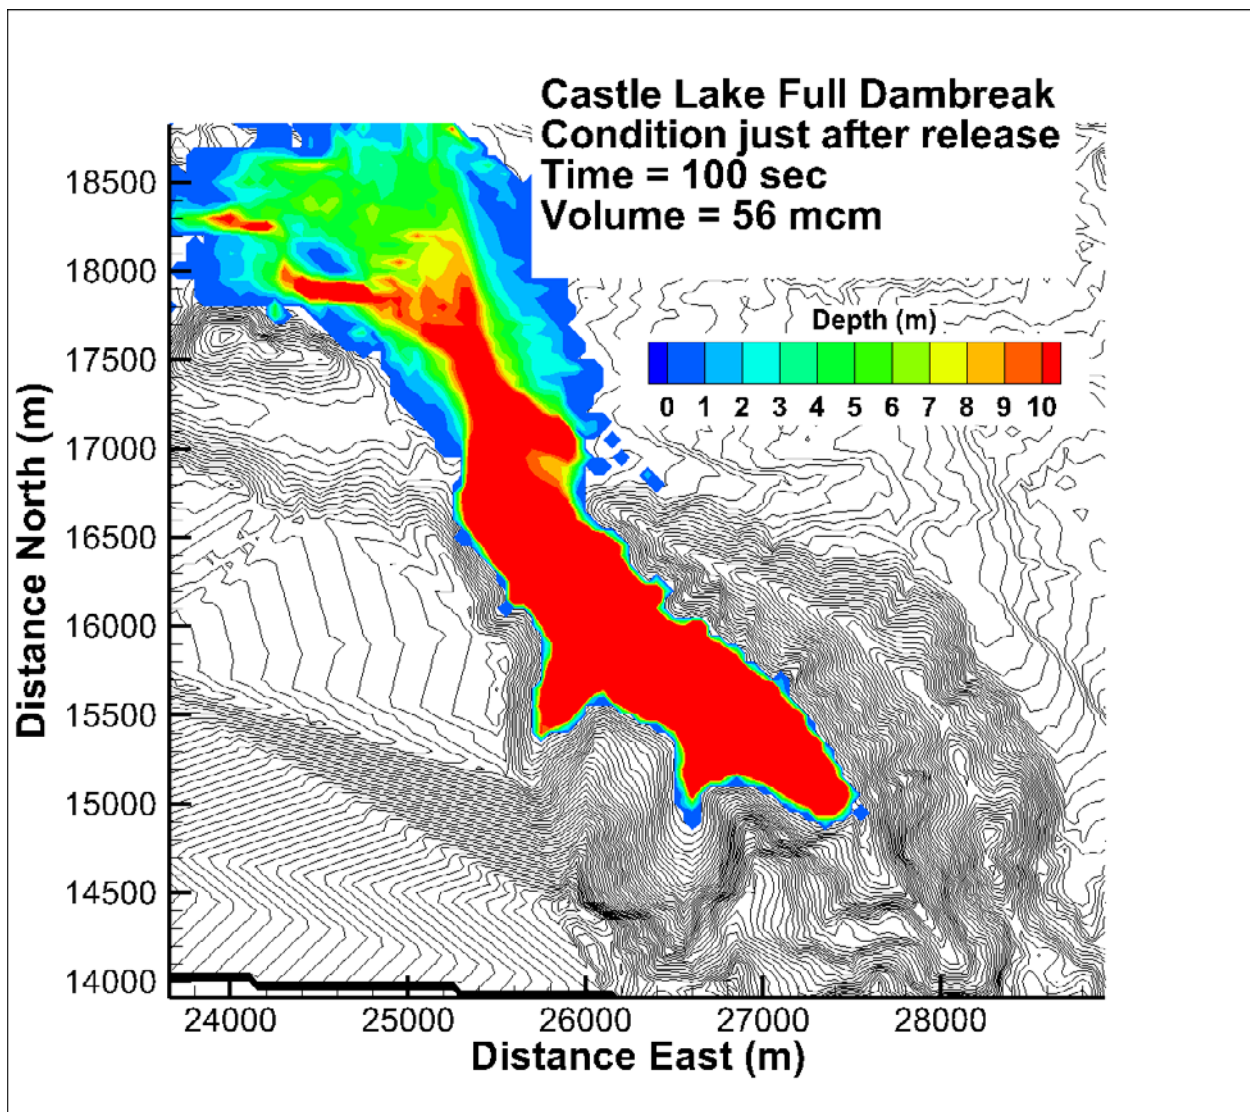 Castle Lake Full Dambreak
Condition just after release
Time = 100 sec
Volume = 56 mcm
Depth (m)
0 1 2 3 4 5 6 7 8 9 10
Distance North (m)
18500
18000
17500
17000
16500
16000
15500
15000
14500
14000
24000 25000 26000 27000 28000
Distance East (m)